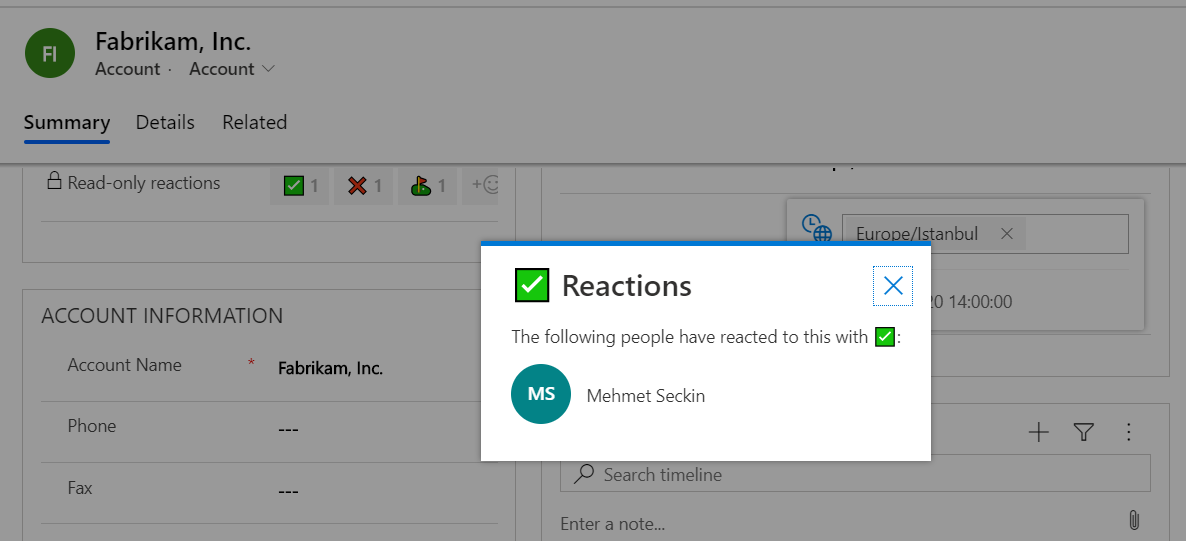 FI
Fabrikam, Inc.
Account · Account
Summary Details Related
Read-only reactions ✅ 1 ❌ 1 ⛳ 1 +
Europe/Istanbul
20 14:00:00
✅ Reactions
The following people have reacted to this with ✅:
MS Mehmet Seckin
ACCOUNT INFORMATION
Account Name * Fabrikam, Inc.
Phone ---
Fax ---
Search timeline
Enter a note...